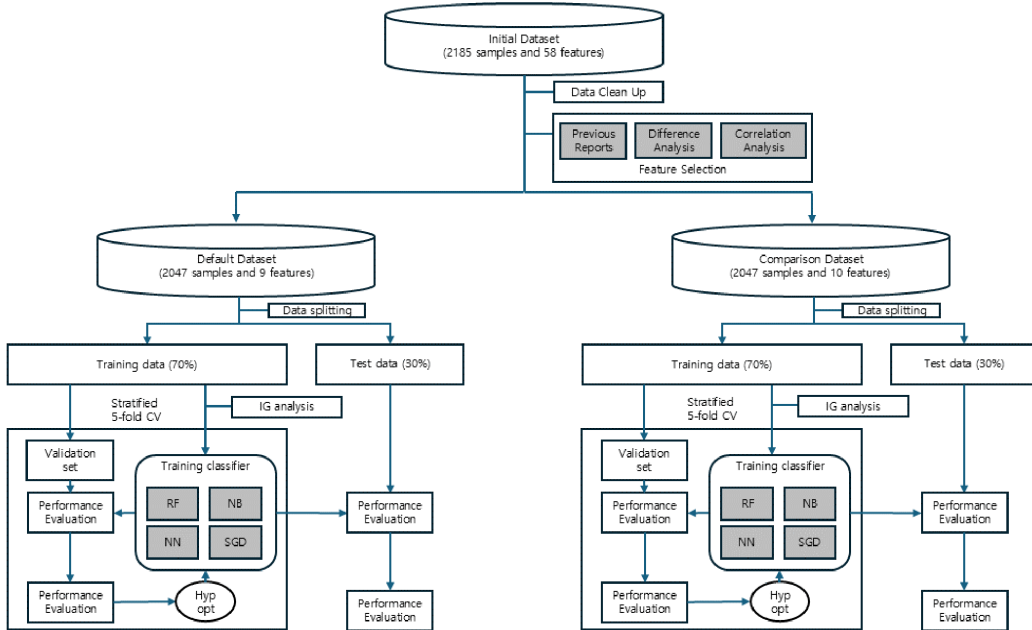 Initial Dataset
(2185 samples and 58 features)
Data Clean Up
Previous
Reports
Difference
Analysis
Correlation
Analysis
Feature Selection
Default Dataset
(2047 samples and 9 features)
Data splitting
Training data (70%)
Test data (30%)
Stratified
5-fold CV
IG analysis
Validation
set
Training classifier
RF
NB
NN
SGD
Performance
Evaluation
Performance
Evaluation
Hyp
opt
Performance
Evaluation
Performance
Evaluation
Comparison Dataset
(2047 samples and 10 features)
Data splitting
Training data (70%)
Test data (30%)
Stratified
5-fold CV
IG analysis
Validation
set
Training classifier
RF
NB
NN
SGD
Performance
Evaluation
Performance
Evaluation
Hyp
opt
Performance
Evaluation
Performance
Evaluation